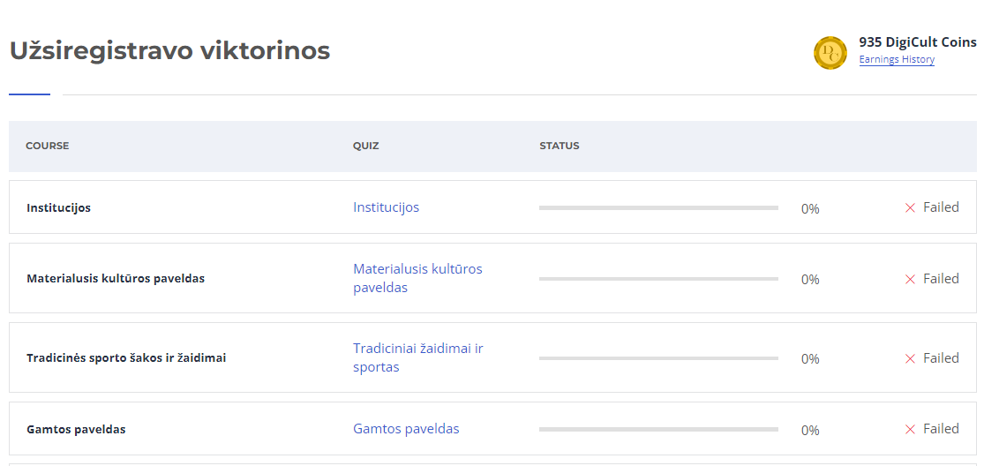 Užsiregistravo viktorinos
935 DigiCult Coins
Earnings History
COURSE QUIZ STATUS
Institucijos Institucijos 0% Failed
Materialusis kultūros paveldas Materialusis kultūros
paveldas 0% Failed
Tradicinės sporto šakos ir žaidimai Tradiciniai žaidimai ir
sportas 0% Failed
Gamtos paveldas Gamtos paveldas 0% Failed